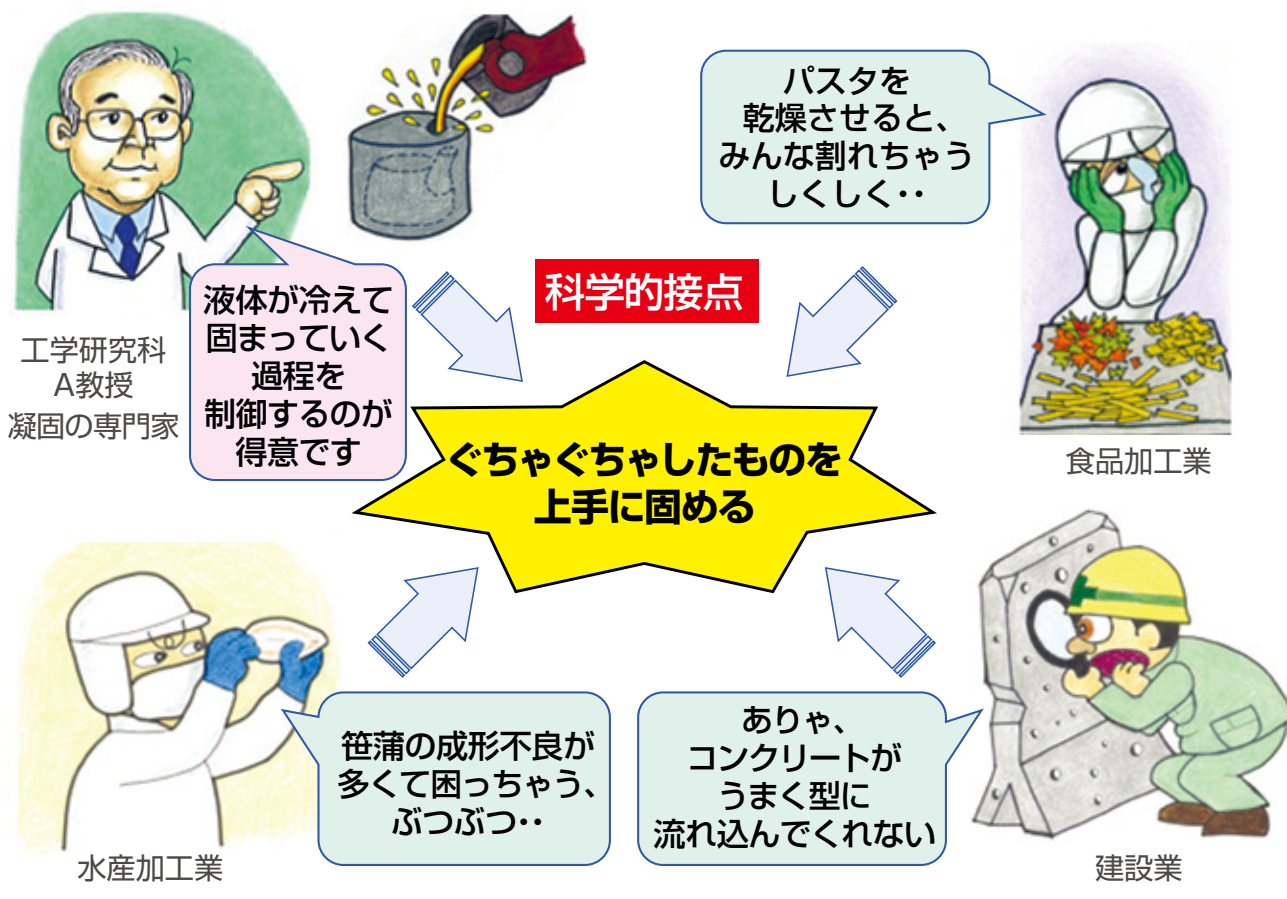 パスタを
乾燥させると、
みんな割れちゃう
しくしく・・
科学的接点
液体が冷えて
固まっていく
過程を
制御するのが
得意です
工学研究科
A教授
凝固の専門家
食品加工業
ぐちゃぐちゃしたものを
上手に固める
笹蒲の成形不良が
多くて困っちゃう、
ぶつぶつ・・
ありゃ、
コンクリートが
うまく型に
流れ込んでくれない
水産加工業
建設業